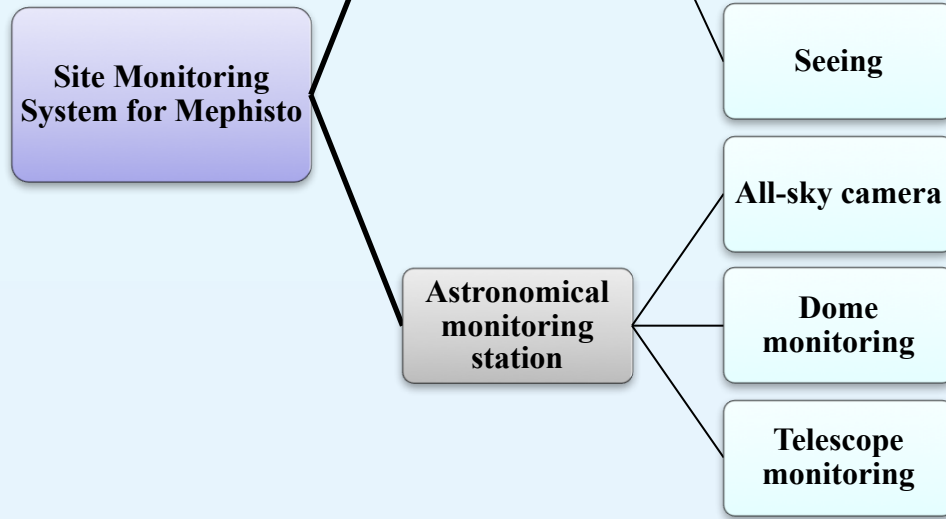 Site Monitoring
System for Mephisto
Seeing
All-sky camera
Astronomical
monitoring
station
Dome
monitoring
Telescope
monitoring